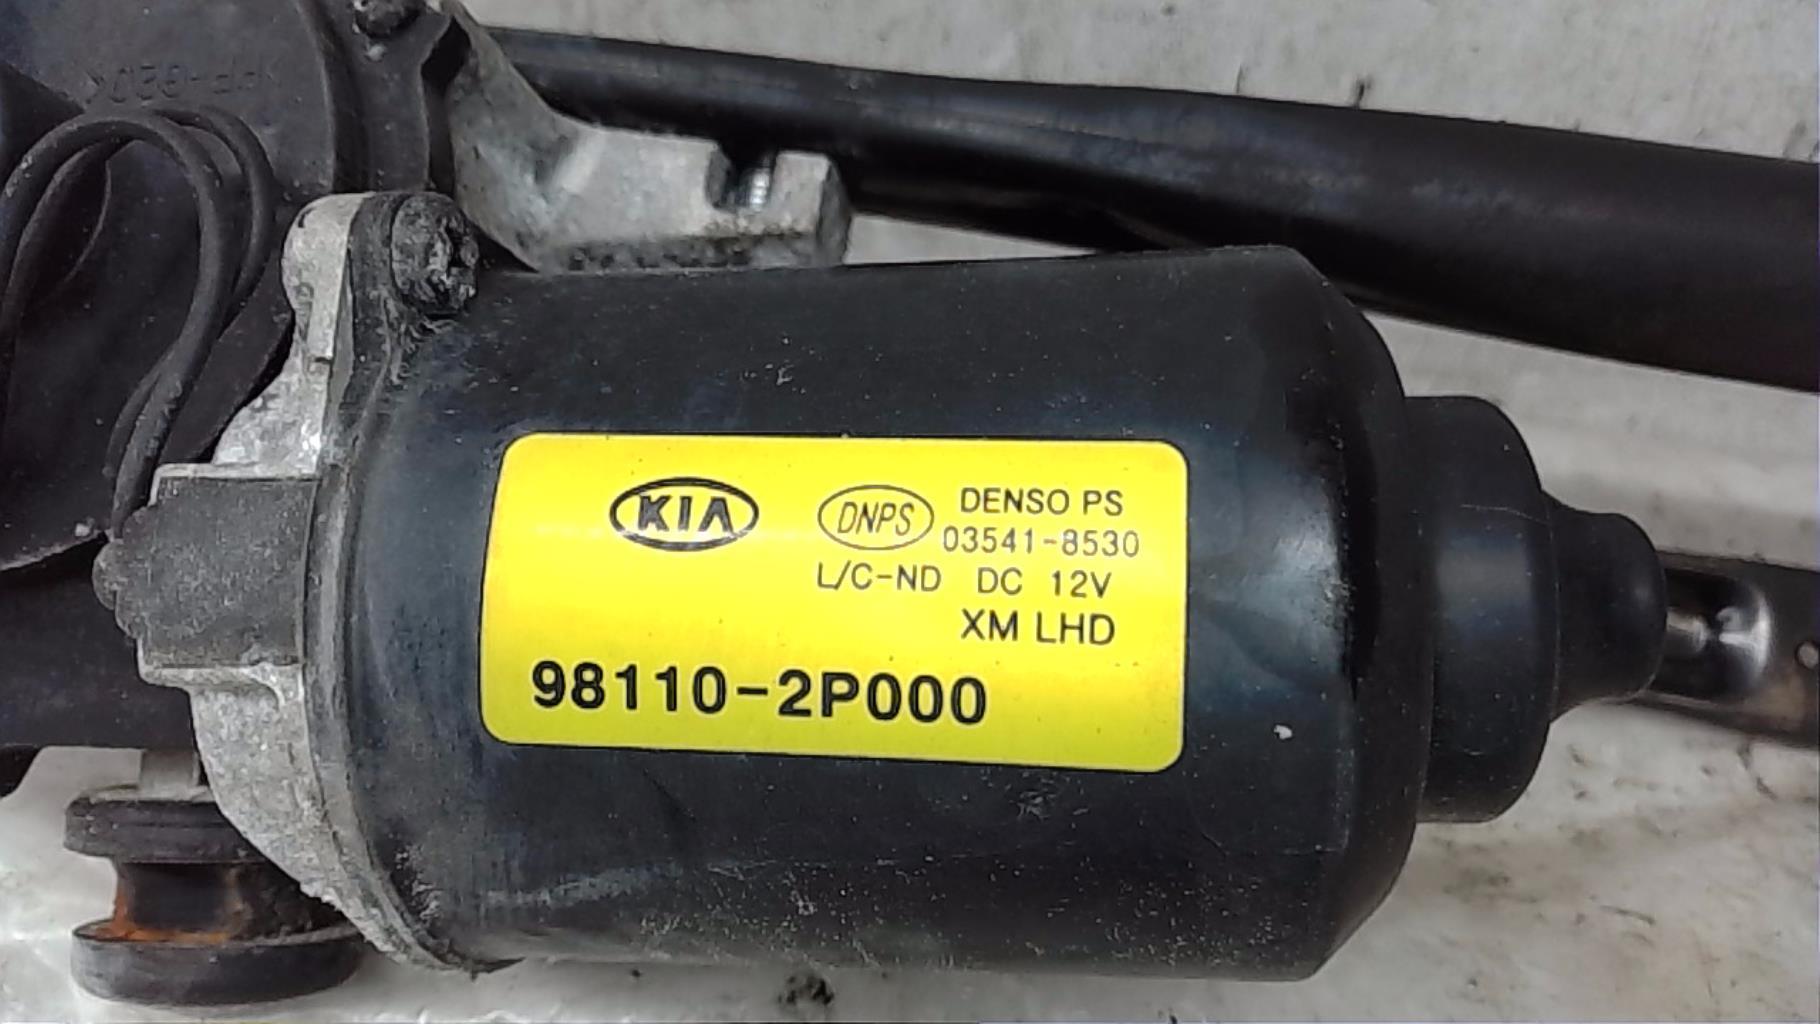 KIA
DNPS
DENSO PS
03541-8530
L/C-ND DC 12V
XM LHD
98110-2P000